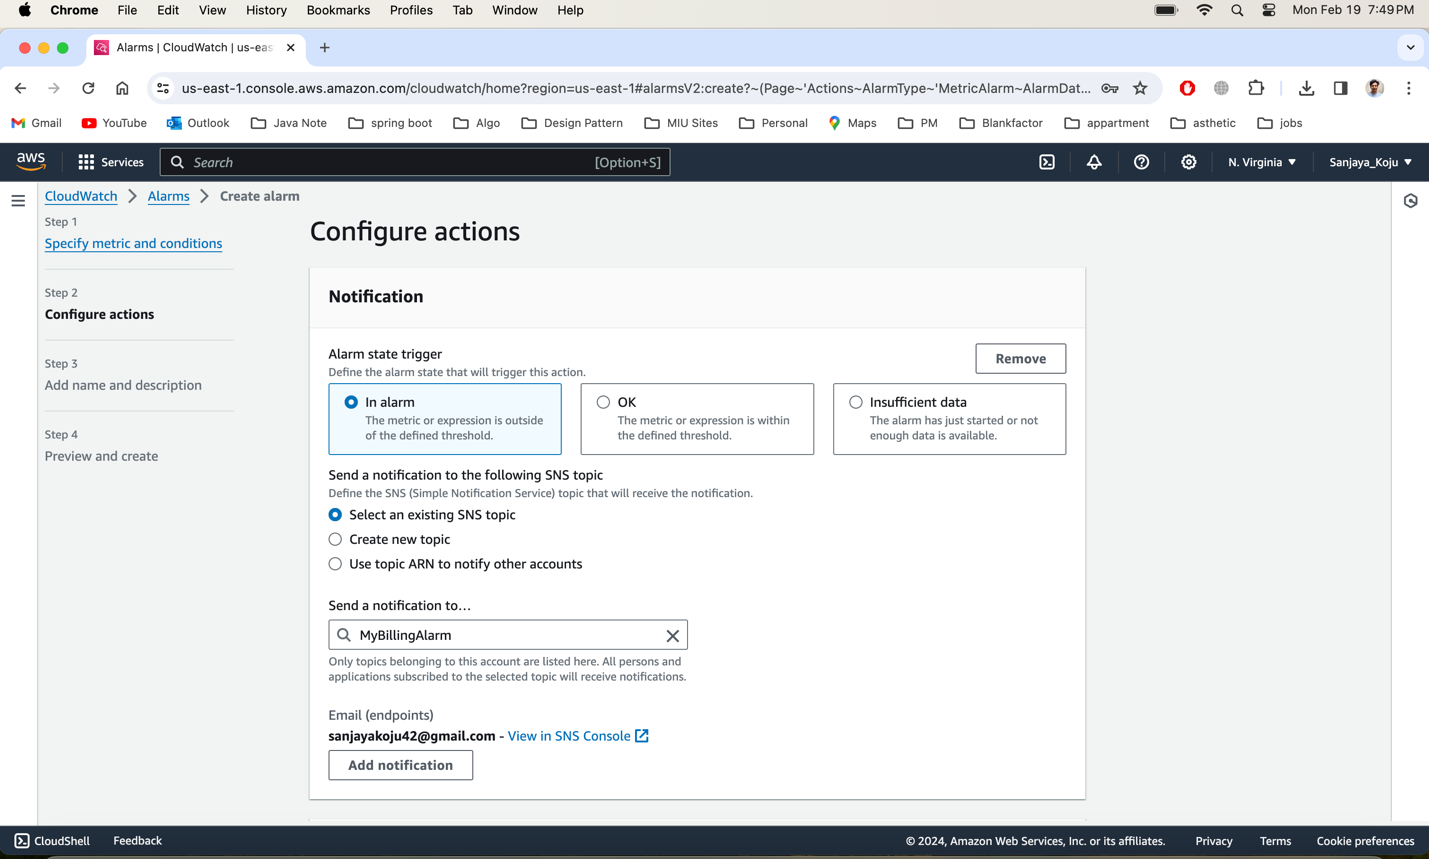 Chrome File Edit View History Bookmarks Profiles Tab Window Help Mon Feb 19 7:49 PM
Alarms | CloudWatch | us-eas
us-east-1.console.aws.amazon.com/cloudwatch/home?region=us-east-1#alarmsV2:create?~(Page~'Actions~AlarmType~'MetricAlarm~AlarmDat...
Gmail YouTube Outlook Java Note spring boot Algo Design Pattern MIU Sites Personal Maps PM Blankfactor appartment asthetic jobs
aws Services Search [Option+S] N. Virginia Sanjaya_Koju
CloudWatch Alarms Create alarm
Step 1
Specify metric and conditions
Step 2
Configure actions
Step 3
Add name and description
Step 4
Preview and create
Configure actions
Notification
Alarm state trigger
Define the alarm state that will trigger this action.
Remove
In alarm
The metric or expression is outside
of the defined threshold.
OK
The metric or expression is within
the defined threshold.
Insufficient data
The alarm has just started or not
enough data is available.
Send a notification to the following SNS topic
Define the SNS (Simple Notification Service) topic that will receive the notification.
Select an existing SNS topic
Create new topic
Use topic ARN to notify other accounts
Send a notification to…
MyBillingAlarm
Only topics belonging to this account are listed here. All persons and
applications subscribed to the selected topic will receive notifications.
Email (endpoints)
sanjayakoju42@gmail.com - View in SNS Console
Add notification
CloudShell Feedback © 2024, Amazon Web Services, Inc. or its affiliates. Privacy Terms Cookie preferences